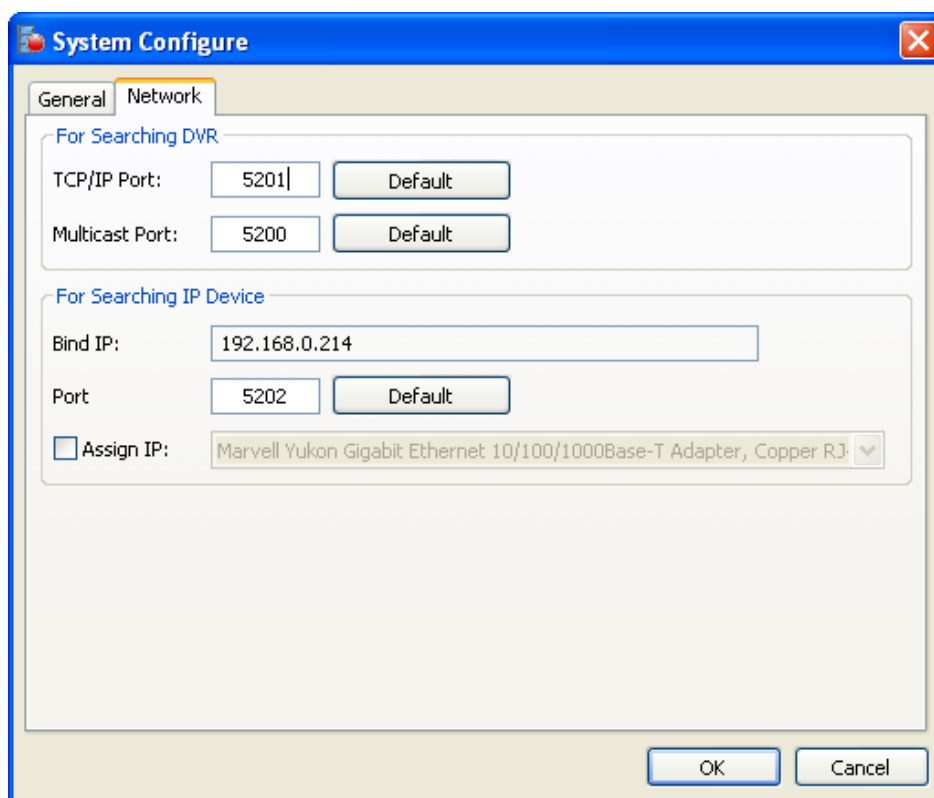 System Configure
General Network
For Searching DVR
TCP/IP Port: 5201 Default
Multicast Port: 5200 Default
For Searching IP Device
Bind IP: 192.168.0.214
Port 5202 Default
Assign IP: Marvell Yukon Gigabit Ethernet 10/100/1000Base-T Adapter, Copper RJ-
OK Cancel